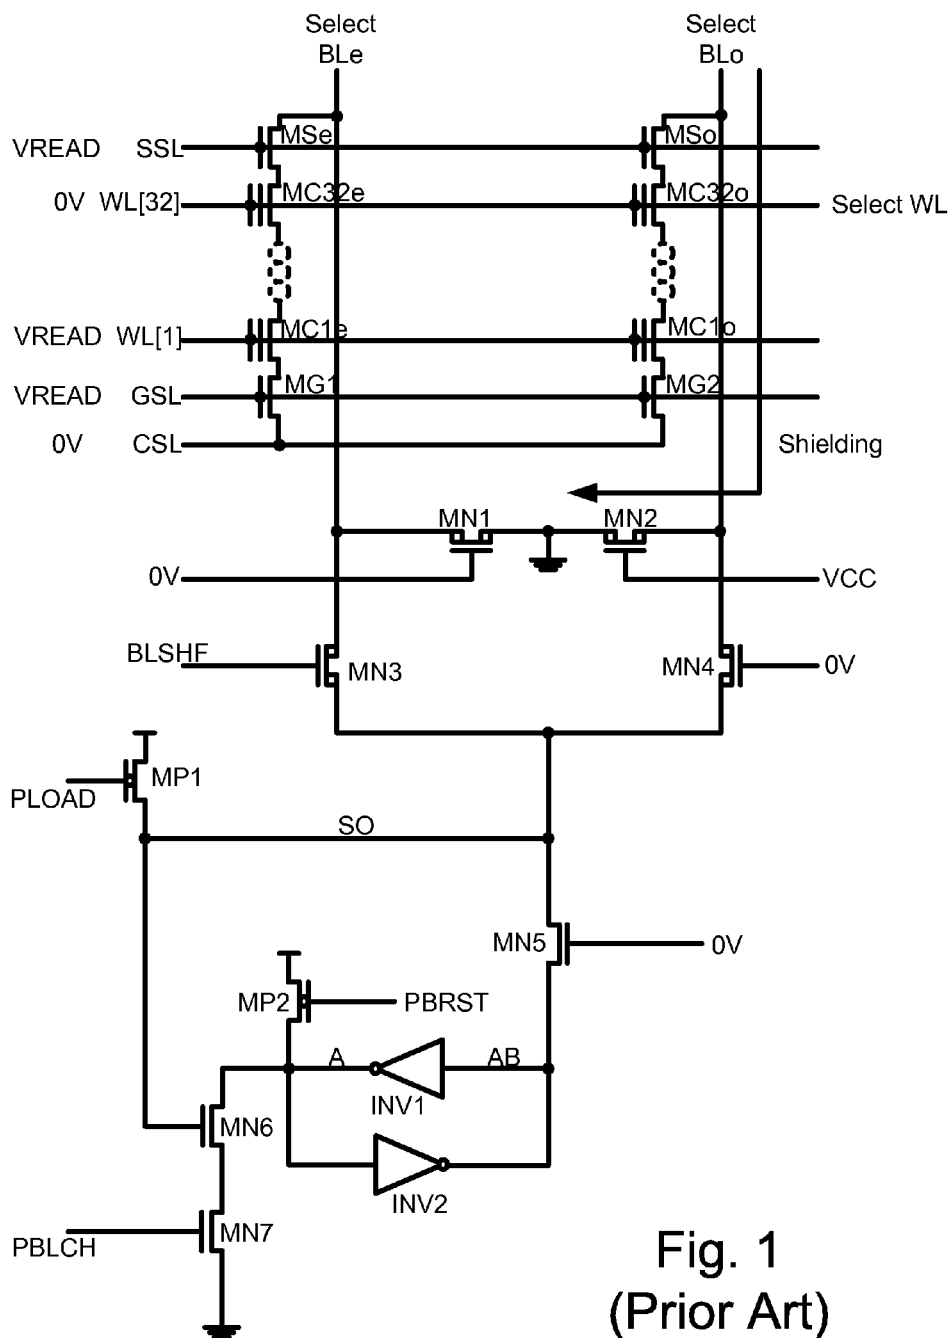 Select
BLe
Select
BLo
VREAD SSL MSe MSo
0V WL[32] MC32e MC32o Select WL
VREAD WL[1] MC1e MC1o
VREAD GSL MG1 MG2
0V CSL Shielding
MN1 MN2
0V VCC
BLSHF MN3 MN4 0V
MP1
PLOAD
SO
MN5 0V
MP2 PBRST
A AB
INV1
MN6
INV2
MN7
PBLCH
Fig. 1
(Prior Art)